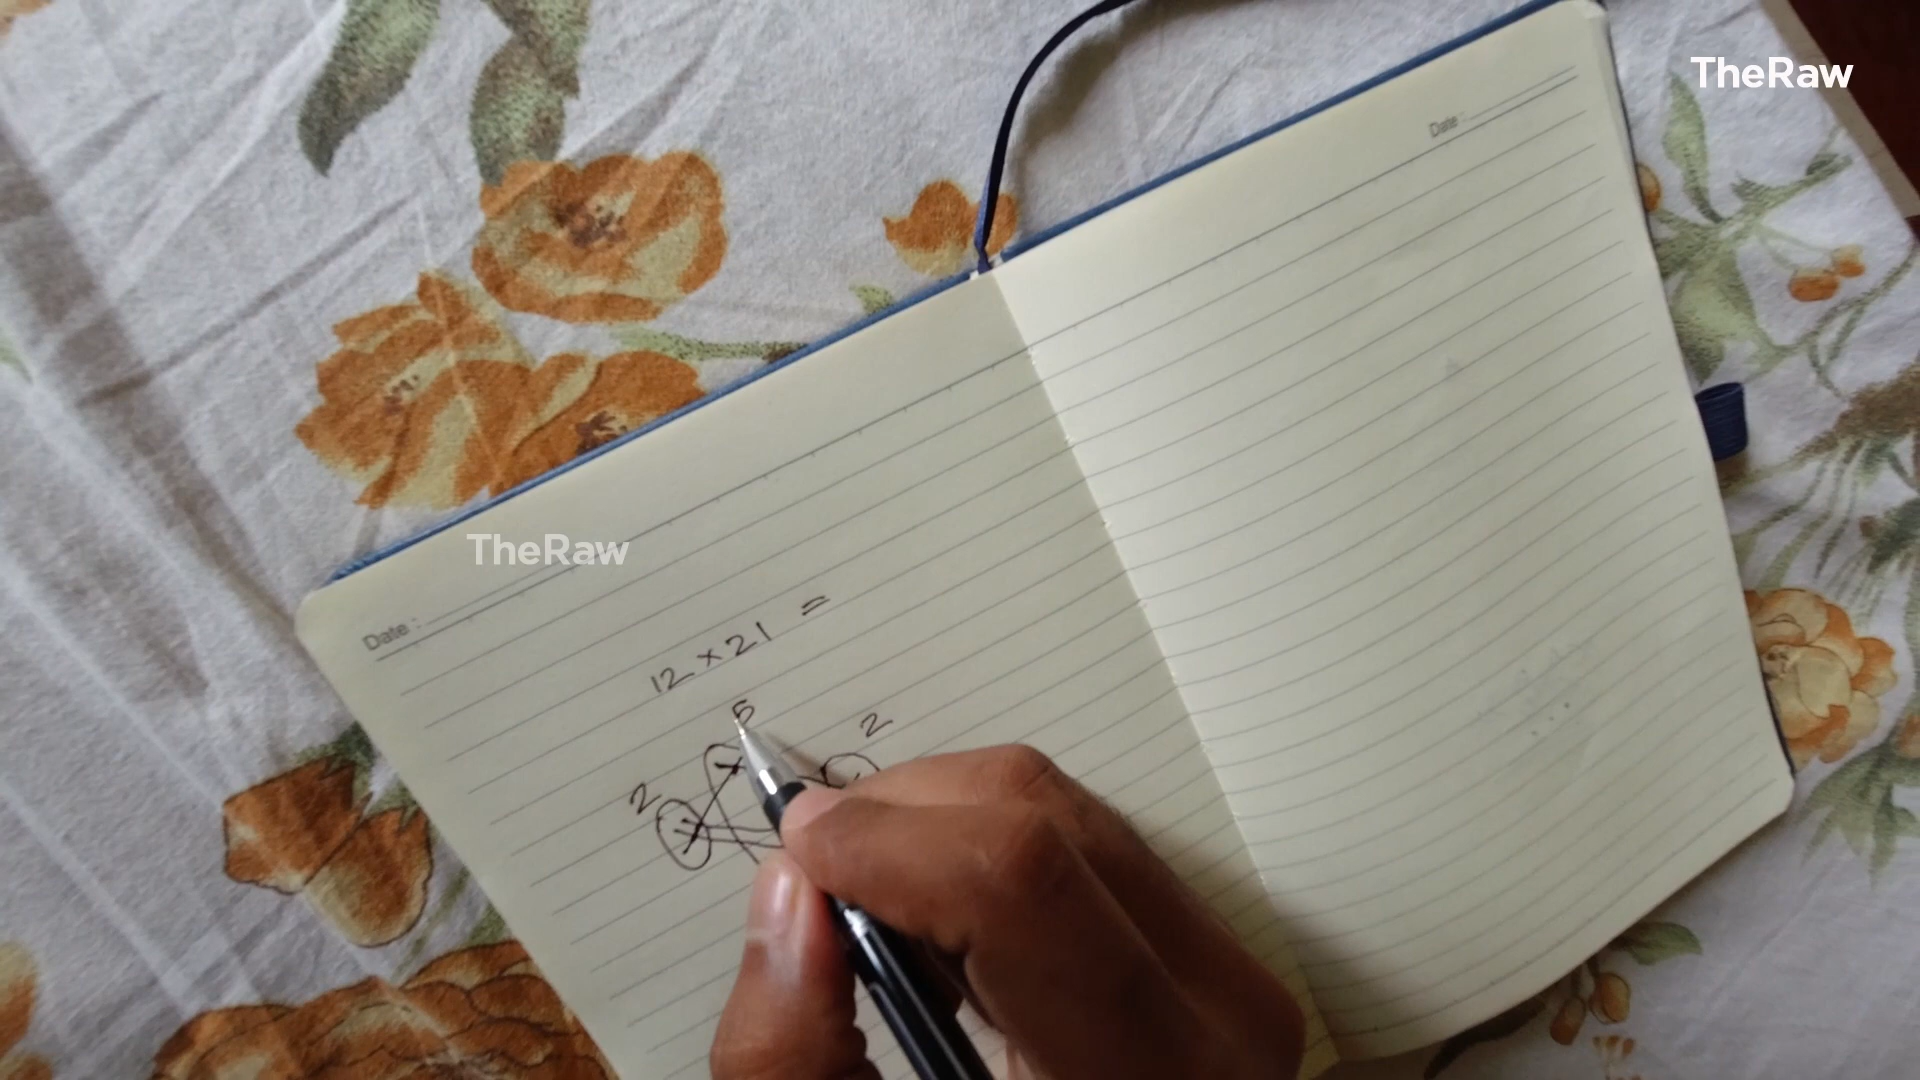 TheRaw
Date :
TheRaw
Date :
12 × 21 =
5
2
2